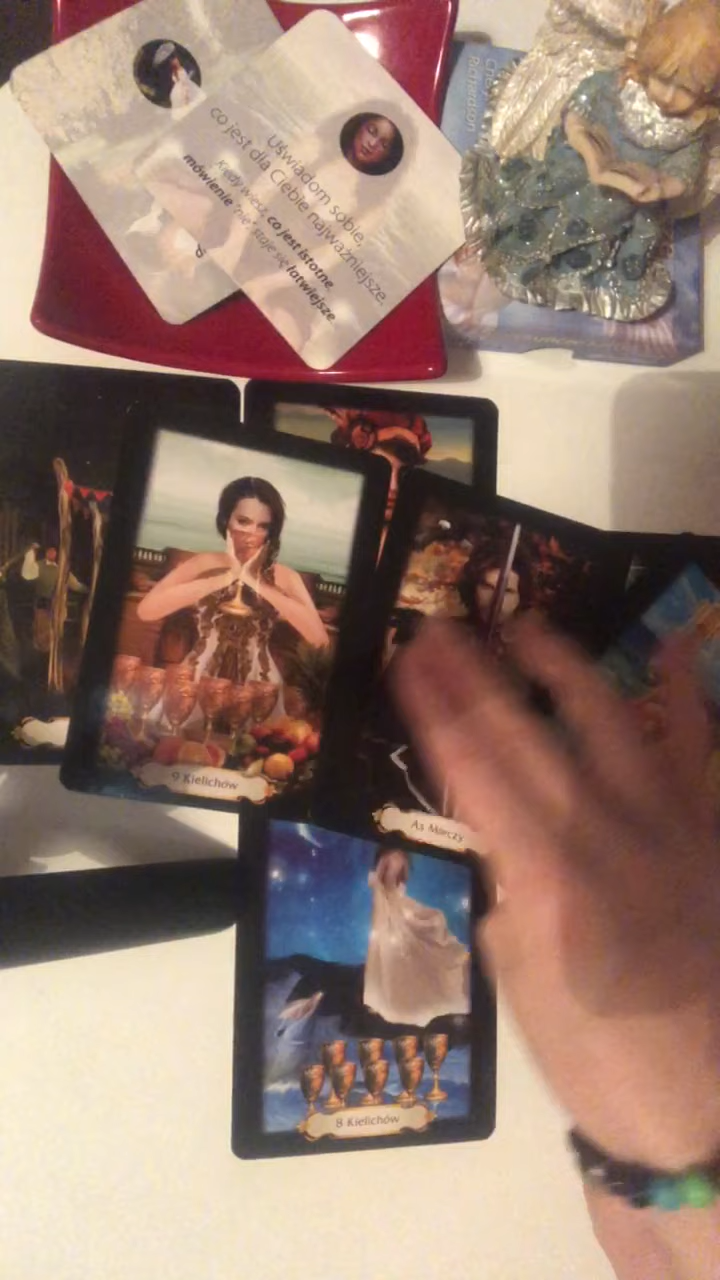 Uświadom sobie,
co jest dla Ciebie najważniejsze.
Kiedy wiesz, co jest istotne,
mówienie "nie" staje się łatwiejsze.
Richardson
9 Kielichów
As Mieczy
8 Kielichów